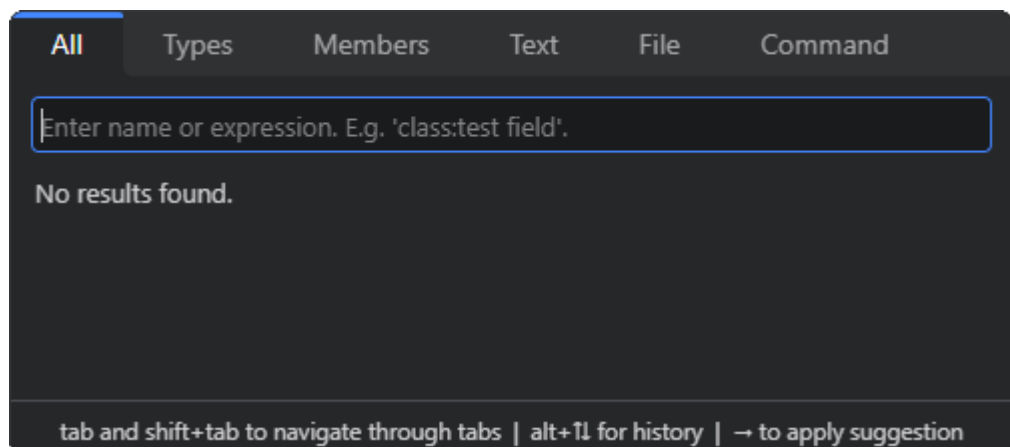 All Types Members Text File Command
Enter name or expression. E.g. 'class:test field'.
No results found.
tab and shift+tab to navigate through tabs | alt+⇅ for history | → to apply suggestion